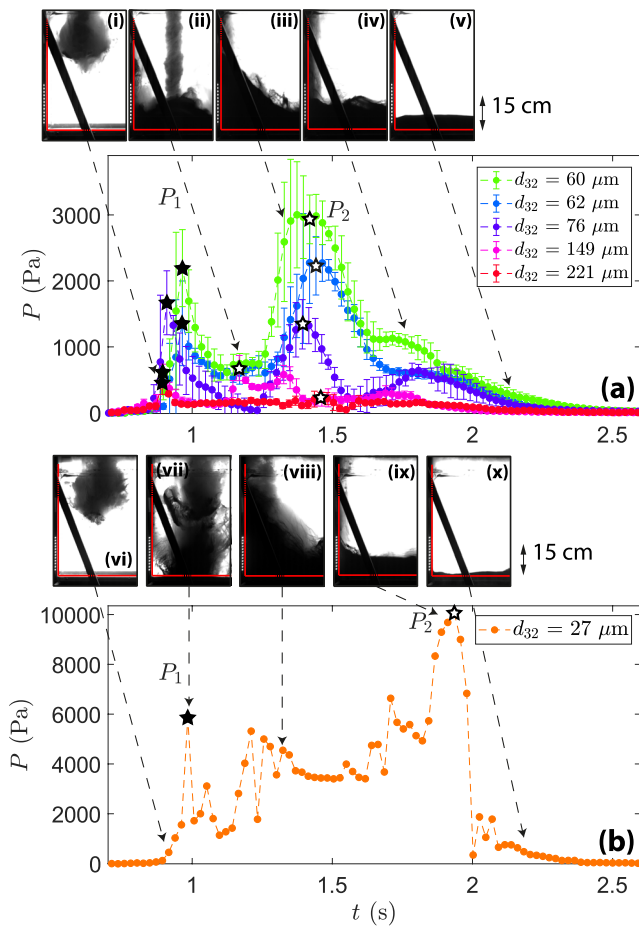 (i) (ii) (iii) (iv) (v)
15 cm
P₁
P₂
d₃₂ = 60 μm
d₃₂ = 62 μm
d₃₂ = 76 μm
d₃₂ = 149 μm
d₃₂ = 221 μm
P (Pa)
3000
2000
1000
0
(a)
1 1.5 2 2.5
(vi) (vii) (viii) (ix) (x)
15 cm
P₁
P₂
d₃₂ = 27 μm
P (Pa)
10000
8000
6000
4000
2000
0
(b)
1 1.5 2 2.5
t (s)